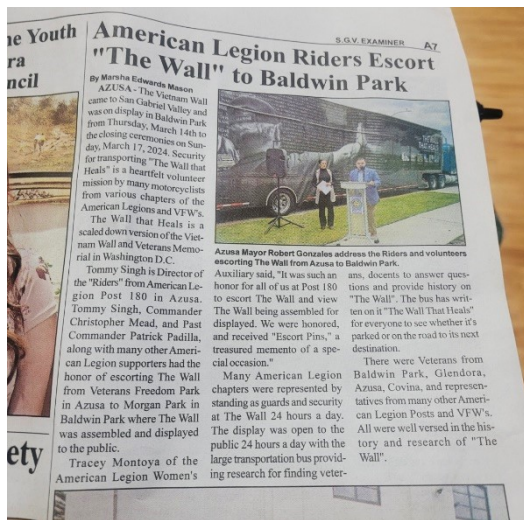 ne Youth
ra
ncil
ety
S.G.V. EXAMINER A7
American Legion Riders Escort
"The Wall" to Baldwin Park
By Marsha Edwards Mason
AZUSA - The Vietnam Wall
came to San Gabriel Valley and
was on display in Baldwin Park
from Thursday, March 14th to
the closing ceremonies on Sun-
day, March 17, 2024. Security
for transporting "The Wall that
Heals" is a heartfelt volunteer
mission by many motorcyclists
from various chapters of the
American Legions and VFW's.
The Wall that Heals is a
scaled down version of the Viet-
nam Wall and Veterans Memo-
rial in Washington D.C.
Tommy Singh is Director of
the "Riders" from American Le-
gion Post 180 in Azusa.
Tommy Singh, Commander
Christopher Mead, and Past
Commander Patrick Padilla,
along with many other Ameri-
can Legion supporters had the
honor of escorting The Wall
from Veterans Freedom Park
in Azusa to Morgan Park in
Baldwin Park where The Wall
was assembled and displayed
to the public.
Tracey Montoya of the
American Legion Women's
THE WALL
THAT HEALS
Azusa Mayor Robert Gonzales address the Riders and volunteers
escorting The Wall from Azusa to Baldwin Park.
Auxiliary said, "It was such an
honor for all of us at Post 180
to escort The Wall and view
The Wall being assembled for
displayed. We were honored,
and received "Escort Pins," a
treasured memento of a spe-
cial occasion."
Many American Legion
chapters were represented by
standing as guards and security
at The Wall 24 hours a day.
The display was open to the
public 24 hours a day with the
large transportation bus provid-
ing research for finding veter-
ans, docents to answer ques-
tions and provide history on
"The Wall". The bus has writ-
ten on it "The Wall That Heals"
for everyone to see whether it's
parked or on the road to its next
destination.
There were Veterans from
Baldwin Park, Glendora,
Azusa, Covina, and represen-
tatives from many other Ameri-
can Legion Posts and VFW's.
All were well versed in the his-
tory and research of "The
Wall".